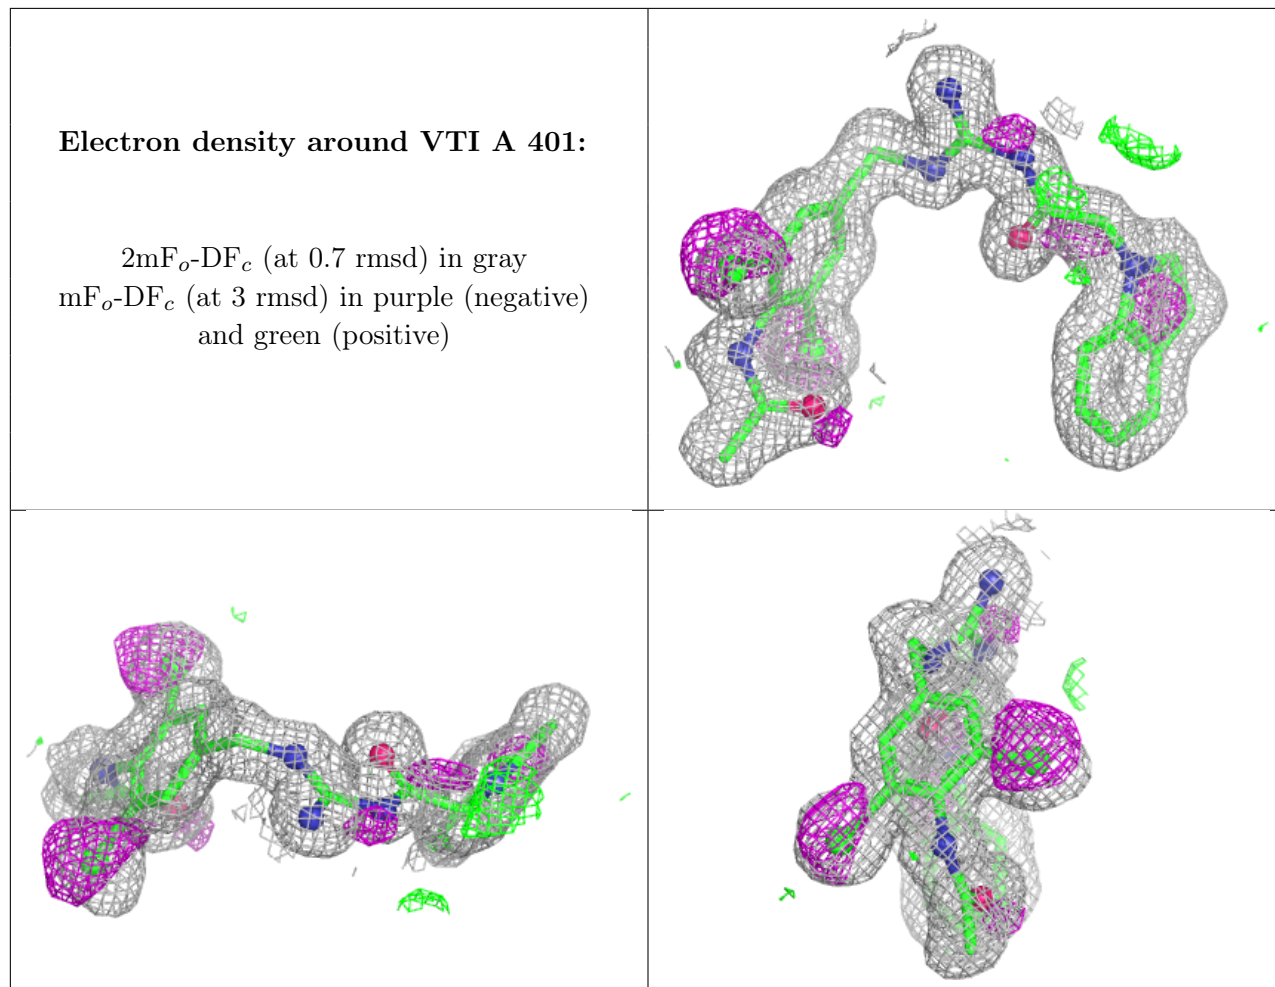 Electron density around VTI A 401:
2mFo-DFc (at 0.7 rmsd) in gray
mFo-DFc (at 3 rmsd) in purple (negative)
and green (positive)